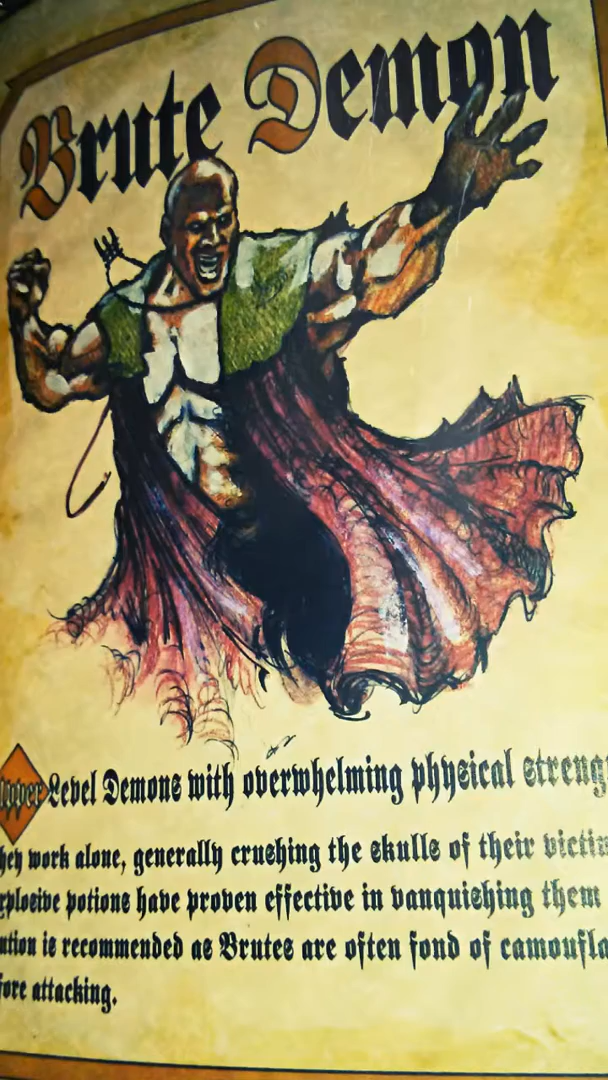 Brute Demon
Upper Level Demons with overwhelming physical streng
hey work alone, generally crushing the skulls of their victi
xplosive potions have proven effective in vanquishing them
ution is recommended as Brutes are often fond of camoufla
fore attacking.